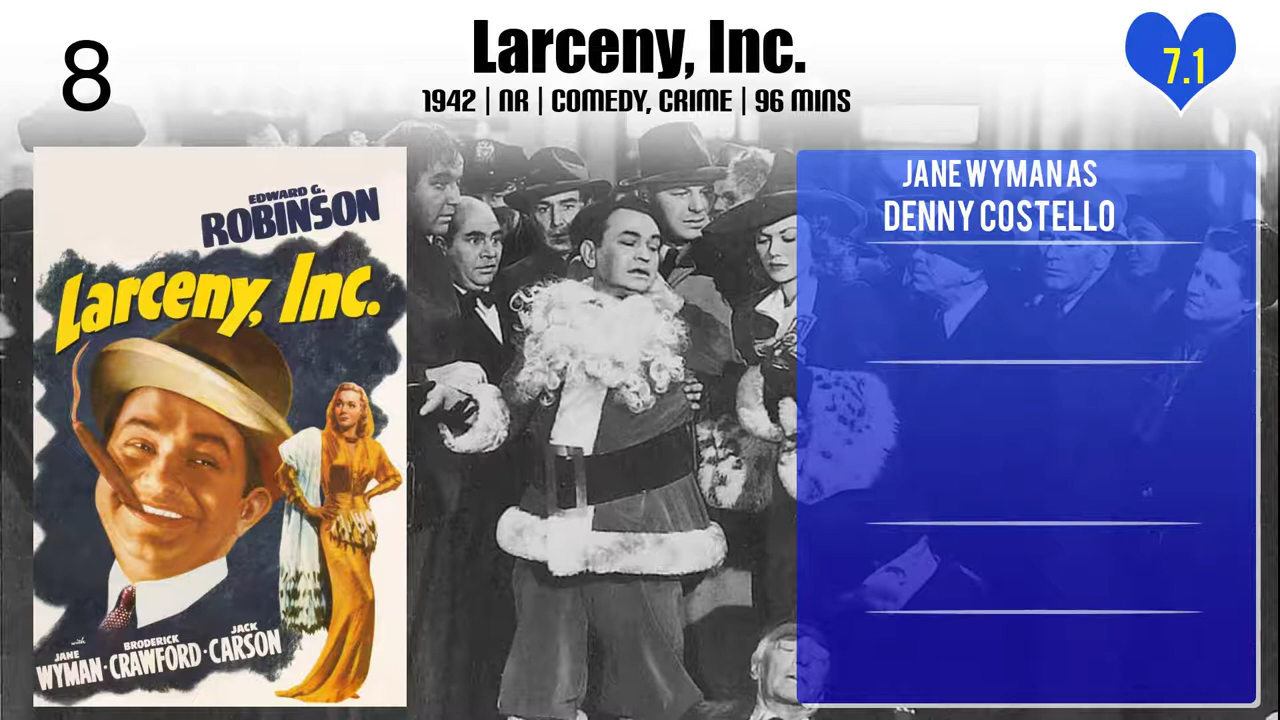 8
Larceny, Inc.
1942 | NR | COMEDY, CRIME | 96 MINS
7.1
EDWARD G.
ROBINSON
Larceny, Inc.
with
JANE
WYMAN · BRODERICK
CRAWFORD · JACK
CARSON
JANE WYMAN AS
DENNY COSTELLO